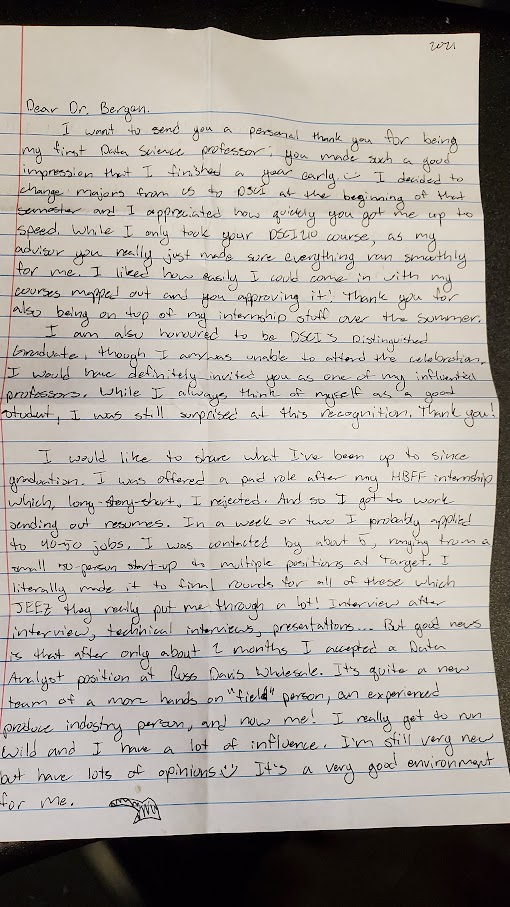 2021
Dear Dr. Bergen.
I want to send you a personal thank you for being
my first Data Science professor; you made such a good
impression that I finished a year early. I decided to
change majors from CS to DSCI at the beginning of that
semester and I appreciated how quickly you got me up to
speed. While I only took your DSCI 210 course, as my
advisor you really just made sure everything ran smoothly
for me. I liked how easily I could come in with my
courses mapped out and you approving it! Thank you for
also being on top of my internship stuff over the summer.
I am also honoured to be DSCI's Distinguished
Graduate, though I was unable to attend the celebration.
I would have definitely invited you as one of my influential
professors. While I always think of myself as a good
student, I was still surprised at this recognition. Thank you!
I would like to share what I've been up to since
graduation. I was offered a paid role after my HBFF internship
which, long-story-short, I rejected. And so I got to work
sending out resumes. In a week or two I probably applied
to 40-50 jobs. I was contacted by about 5, ranging from a
small 50-person start-up to multiple positions at Target. I
literally made it to final rounds for all of these which
JEEZ they really put me through a lot! Interview after
interview, technical interviews, presentations... But good news
is that after only about 2 months I accepted a Data
Analyst position at Russ Davis Wholesale. It's quite a new
team of a more hands on "field" person, an experienced
produce industry person, and now me! I really get to run
wild and I have a lot of influence. I'm still very new
but have lots of opinions It's a very good environment
for me.